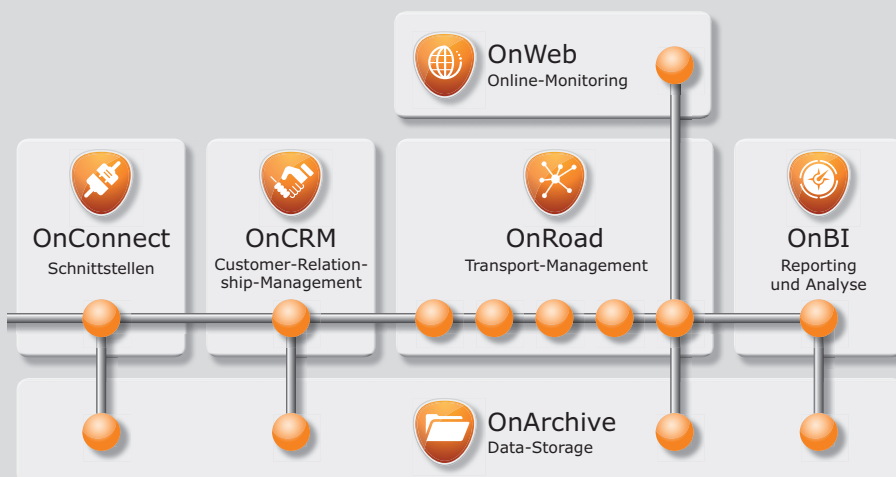 OnWeb
Online-Monitoring
OnConnect
Schnittstellen
OnCRM
Customer-Relation-
ship-Management
OnRoad
Transport-Management
OnBI
Reporting
und Analyse
OnArchive
Data-Storage